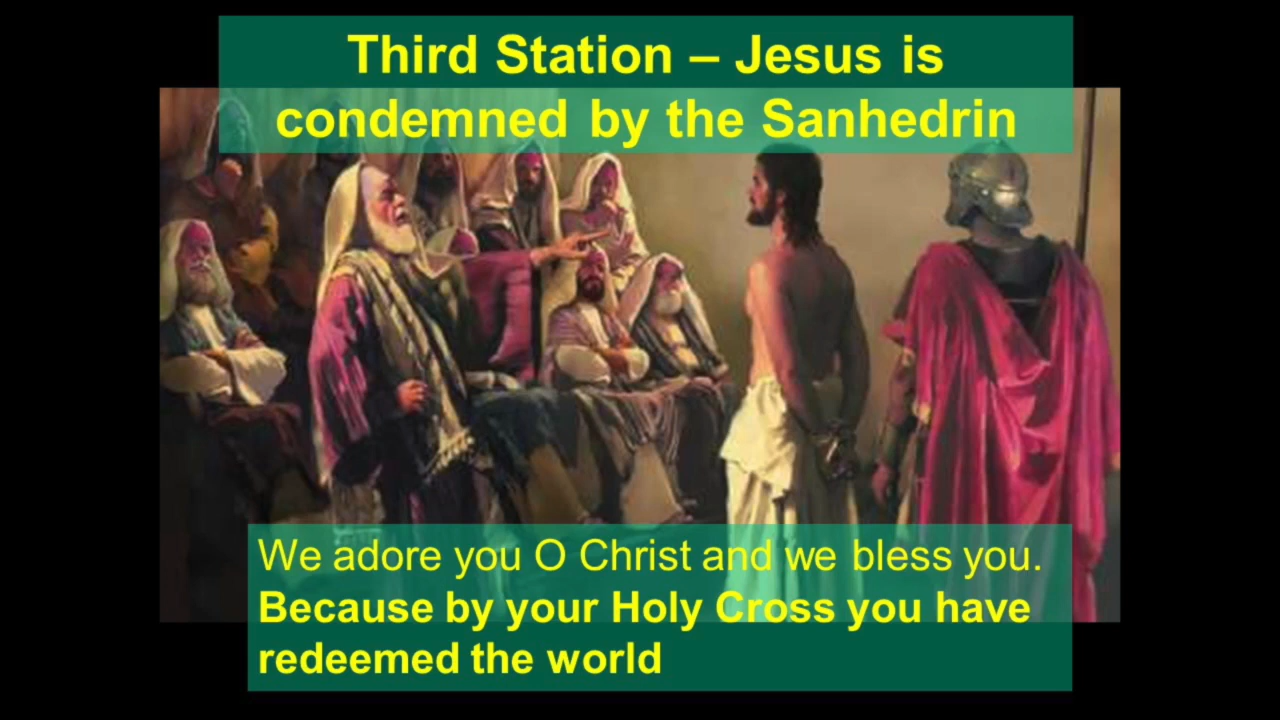 Third Station – Jesus is
condemned by the Sanhedrin
We adore you O Christ and we bless you.
Because by your Holy Cross you have
redeemed the world